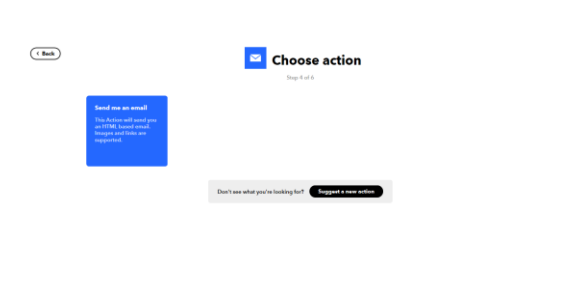 Back
Choose action
Step 4 of 6
Send me an email
This Action will send you
an HTML based email.
Images and links are
supported.
Don't see what you're looking for?
Suggest a new action